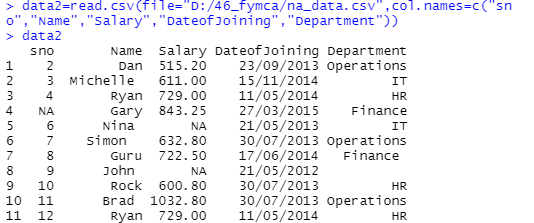 > data2=read.csv(file="D:/46_fymca/na_data.csv",col.names=c("sn
o","Name","Salary","DateofJoining","Department"))
> data2
sno Name Salary DateofJoining Department
1 2 Dan 515.20 23/09/2013 Operations
2 3 Michelle 611.00 15/11/2014 IT
3 4 Ryan 729.00 11/05/2014 HR
4 NA Gary 843.25 27/03/2015 Finance
5 6 Nina NA 21/05/2013 IT
6 7 Simon 632.80 30/07/2013 Operations
7 8 Guru 722.50 17/06/2014 Finance
8 9 John NA 21/05/2012
9 10 Rock 600.80 30/07/2013 HR
10 11 Brad 1032.80 30/07/2013 Operations
11 12 Ryan 729.00 11/05/2014 HR